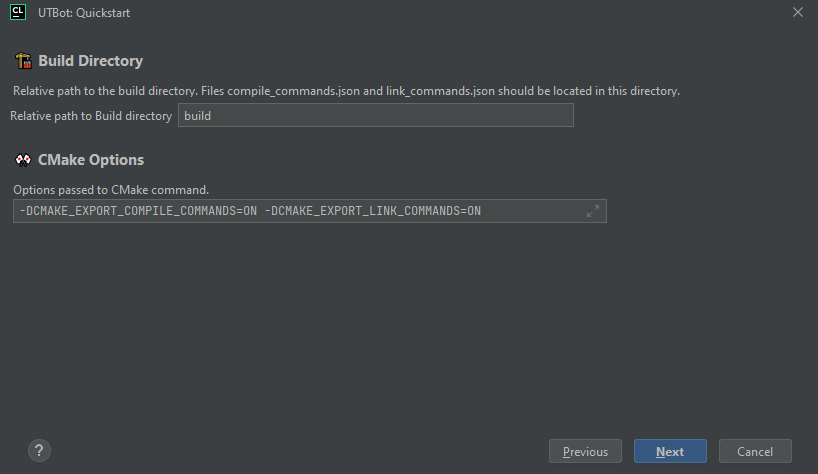 CL
UTBot: Quickstart
Build Directory
Relative path to the build directory. Files compile_commands.json and link_commands.json should be located in this directory.
Relative path to Build directory build
CMake Options
Options passed to CMake command.
-DCMAKE_EXPORT_COMPILE_COMMANDS=ON -DCMAKE_EXPORT_LINK_COMMANDS=ON
? Previous Next Cancel